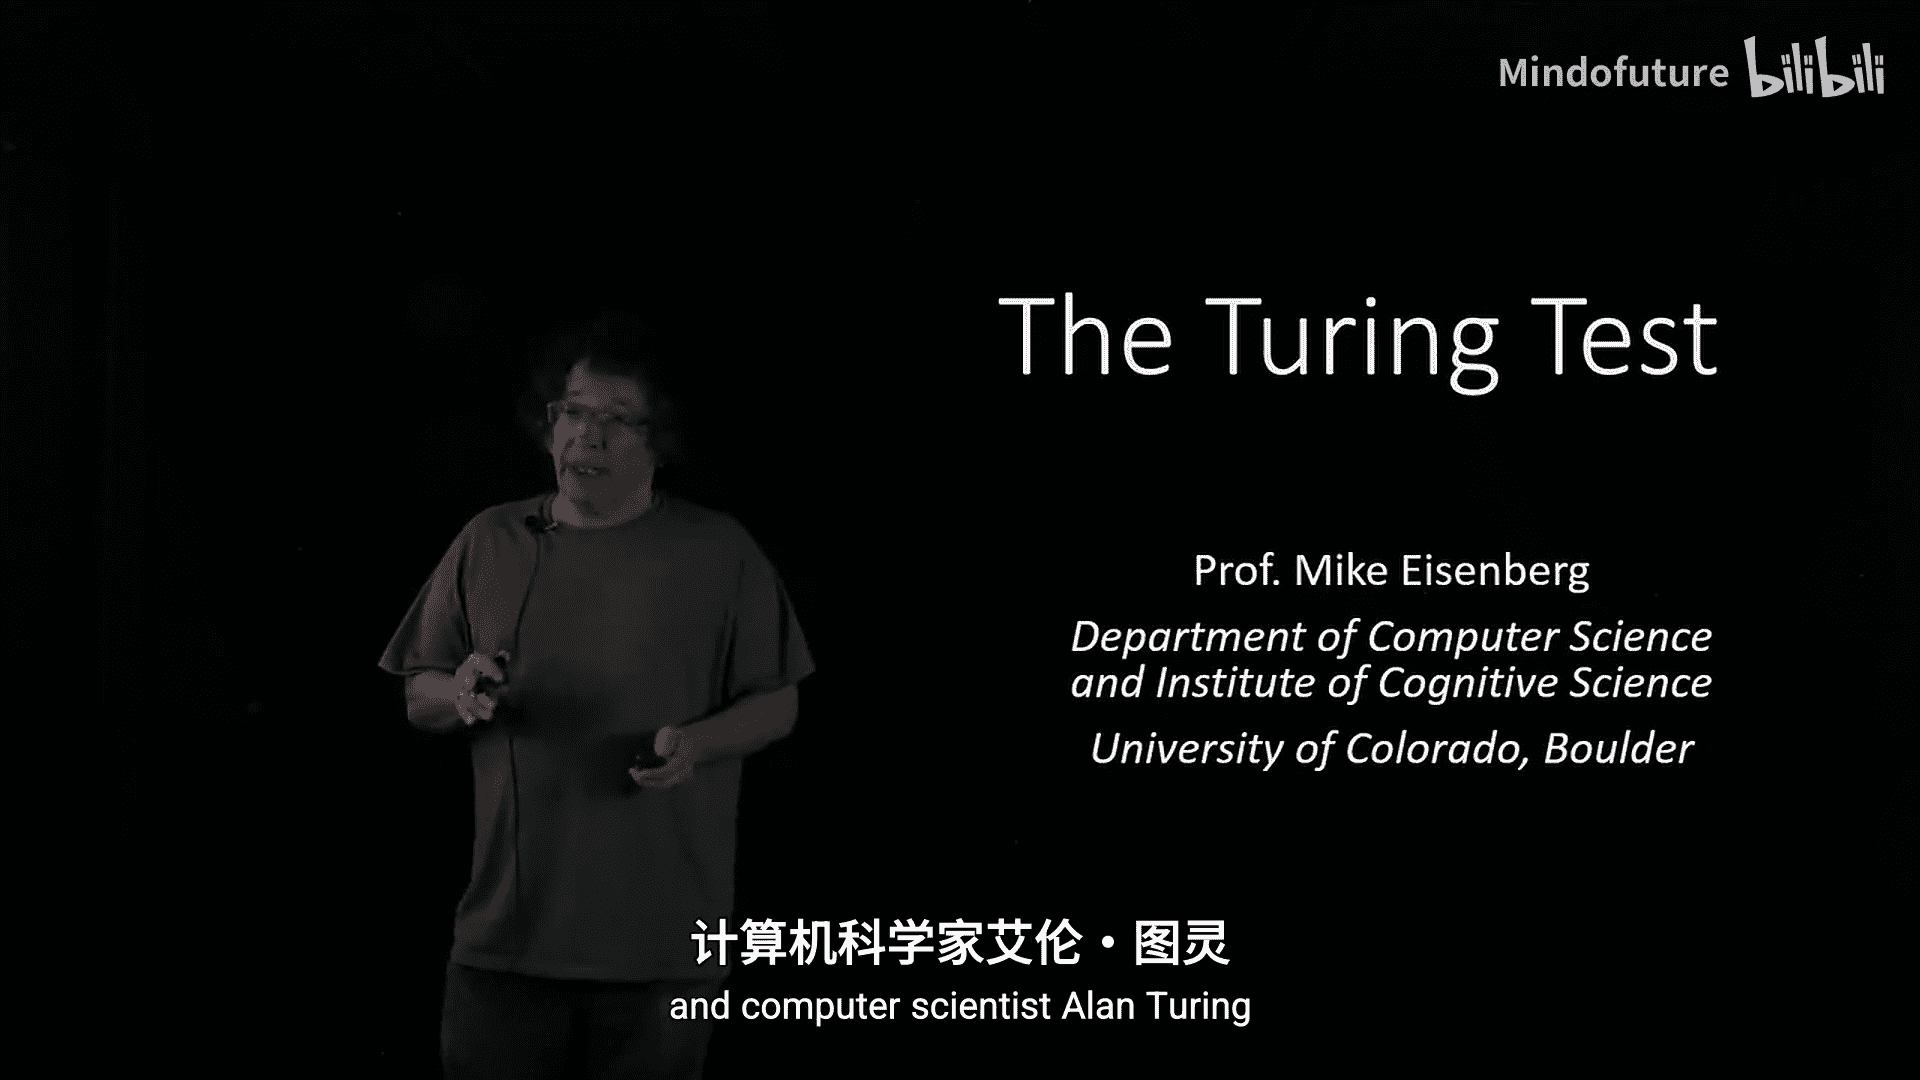 Mindofuture bilibili
The Turing Test
Prof. Mike Eisenberg
Department of Computer Science
and Institute of Cognitive Science
University of Colorado, Boulder
计算机科学家艾伦·图灵
and computer scientist Alan Turing